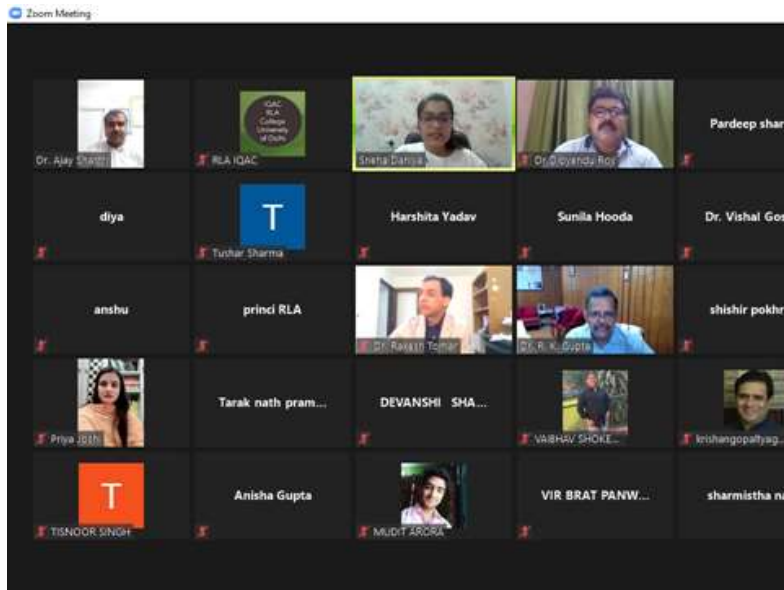 Zoom Meeting
Dr. Ajay Shastri
IQAC
RLA
College
University
of Delhi
RLA IQAC
Sneha Dahiya
Dr. Dibyendu Roy
Pardeep shar
diya
T
Tushar Sharma
Harshita Yadav
Sunila Hooda
Dr. Vishal Gos
anshu
princi RLA
Dr. Rakesh Tomar
Dr. R. K. Gupta
shishir pokhr
Priya Joshi
Tarak nath pram...
DEVANSHI SHA...
VAIBHAV SHOKE...
krishangopaltyag...
T
TISNOOR SINGH
Anisha Gupta
MUDIT ARORA
VIR BRAT PANW...
sharmistha na